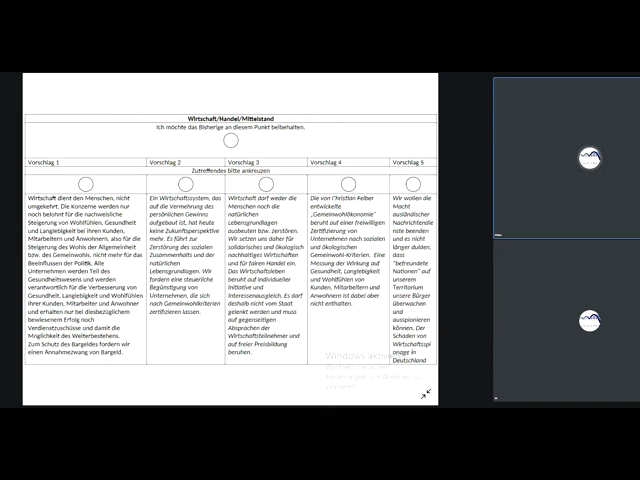 Wirtschaft/Handel/Mittelstand
Ich möchte das Bisherige an diesem Punkt beibehalten.
Vorschlag 1
Vorschlag 2
Vorschlag 3
Vorschlag 4
Vorschlag 5
Zutreffendes bitte ankreuzen
Wirtschaft dient den Menschen, nicht
umgekehrt. Die Konzerne werden nur
noch belohnt für die nachweisliche
Steigerung von Wohlfühlen, Gesundheit
und Langlebigkeit bei ihren Kunden,
Mitarbeitern und Anwohnern, also für die
Steigerung des Wohls der Allgemeinheit
bzw. des Gemeinwohls, nicht mehr für das
Beeinflussen der Politik. Alle
Unternehmen werden Teil des
Gesundheitswesens und werden
verantwortlich für die Verbesserung von
Gesundheit, Langlebigkeit und Wohlfühlen
ihrer Kunden, Mitarbeiter und Anwohner
und erhalten nur bei diesbezüglichem
bewiesenem Erfolg noch
Verdienstzuschüsse und damit die
Möglichkeit des Weiterbestehens.
Zum Schutz des Bargeldes fordern wir
einen Annahmezwang von Bargeld.
Ein Wirtschaftssystem, das
auf die Vermehrung des
persönlichen Gewinns
aufgebaut ist, hat heute
keine Zukunftsperspektive
mehr. Es führt zur
Zerstörung des sozialen
Zusammenhalts und der
natürlichen
Lebensgrundlagen. Wir
fordern eine steuerliche
Begünstigung von
Unternehmen, die sich
nach Gemeinwohlkriterien
zertifizieren lassen.
Wirtschaft darf weder die
Menschen noch die
natürlichen
Lebensgrundlagen
ausbeuten bzw. zerstören.
Wir setzen uns daher für
solidarisches und ökologisch
nachhaltiges Wirtschaften
und für fairen Handel ein.
Das Wirtschaftsleben
beruht auf individueller
Initiative und
Interessenausgleich. Es darf
deshalb nicht vom Staat
gelenkt werden und muss
auf gegenseitigen
Absprachen der
Wirtschaftsteilnehmer und
auf freier Preisbildung
beruhen.
Die von Christian Felber
entwickelte
„Gemeinwohlökonomie“
beruht auf einer freiwilligen
Zertifizierung von
Unternehmen nach sozialen
und ökologischen
Gemeinwohl-Kriterien. Eine
Messung der Wirkung auf
Gesundheit, Langlebigkeit
und Wohlfühlen von
Kunden, Mitarbeitern und
Anwohnern ist dabei aber
nicht enthalten.
Wir wollen die
Macht
ausländischer
Nachrichtendie
nste beenden
und es nicht
länger dulden,
dass
"befreundete
Nationen" auf
unserem
Territorium
unsere Bürger
überwachen
und
ausspionieren
können. Der
Schaden von
Wirtschaftsspi
onage in
Deutschland